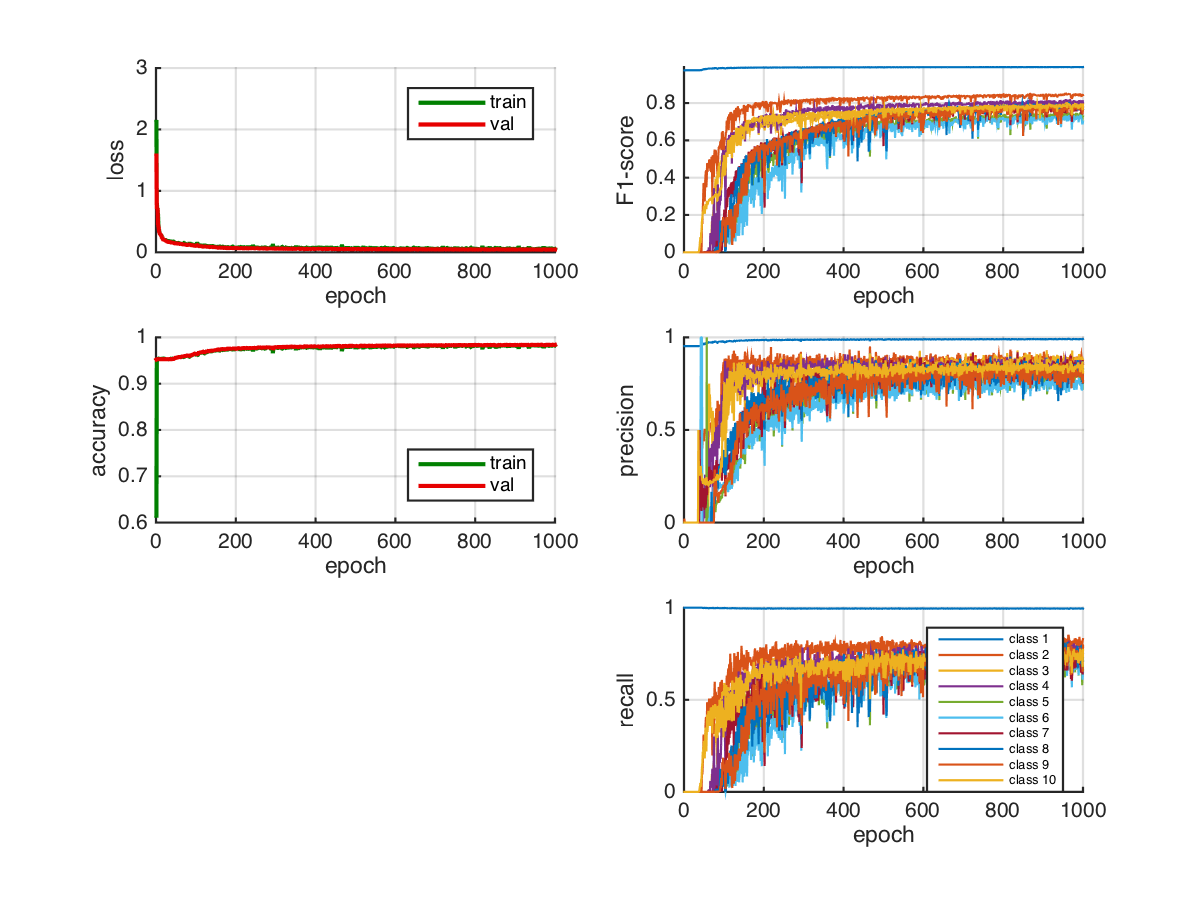 3
2
1
0
loss
train
val
0 200 400 600 800 1000
epoch
0.8
0.6
0.4
0.2
0
F1-score
0 200 400 600 800 1000
epoch
1
0.9
0.8
0.7
0.6
accuracy
train
val
0 200 400 600 800 1000
epoch
1
0.5
0
precision
0 200 400 600 800 1000
epoch
1
0.5
0
recall
class 1
class 2
class 3
class 4
class 5
class 6
class 7
class 8
class 9
class 10
0 200 400 600 800 1000
epoch